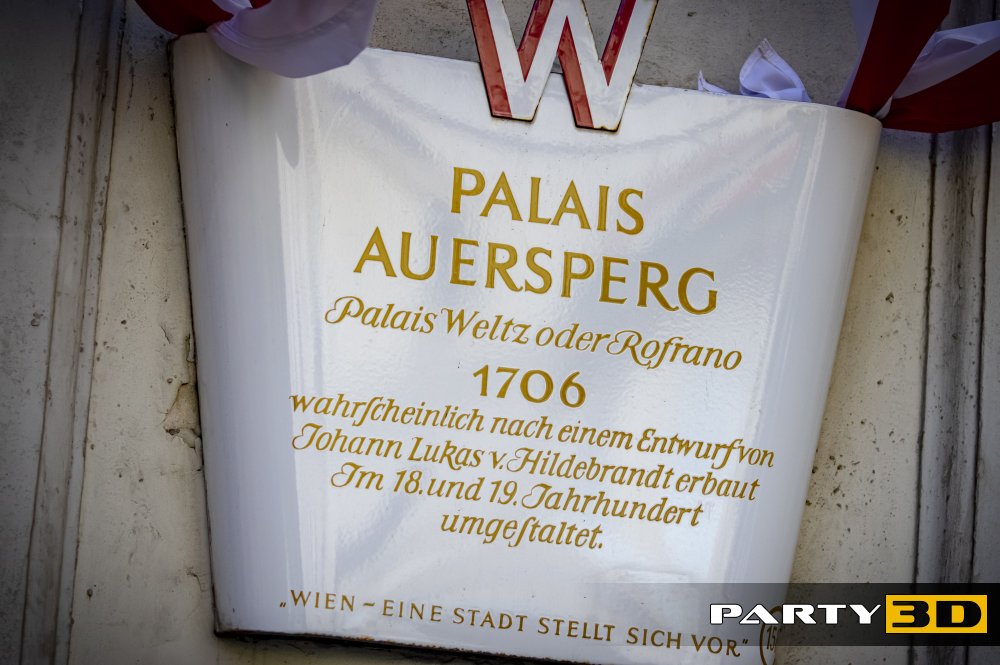 W
PALAIS
AUERSPERG
Palais Weltz oder Rofrano
1706
wahrſcheinlich nach einem Entwurf von
Johann Lukas v. Hildebrandt erbaut
Im 18. und 19. Jahrhundert
umgeſtaltet.
„WIEN – EINE STADT STELLT SICH VOR“
PARTY 3D